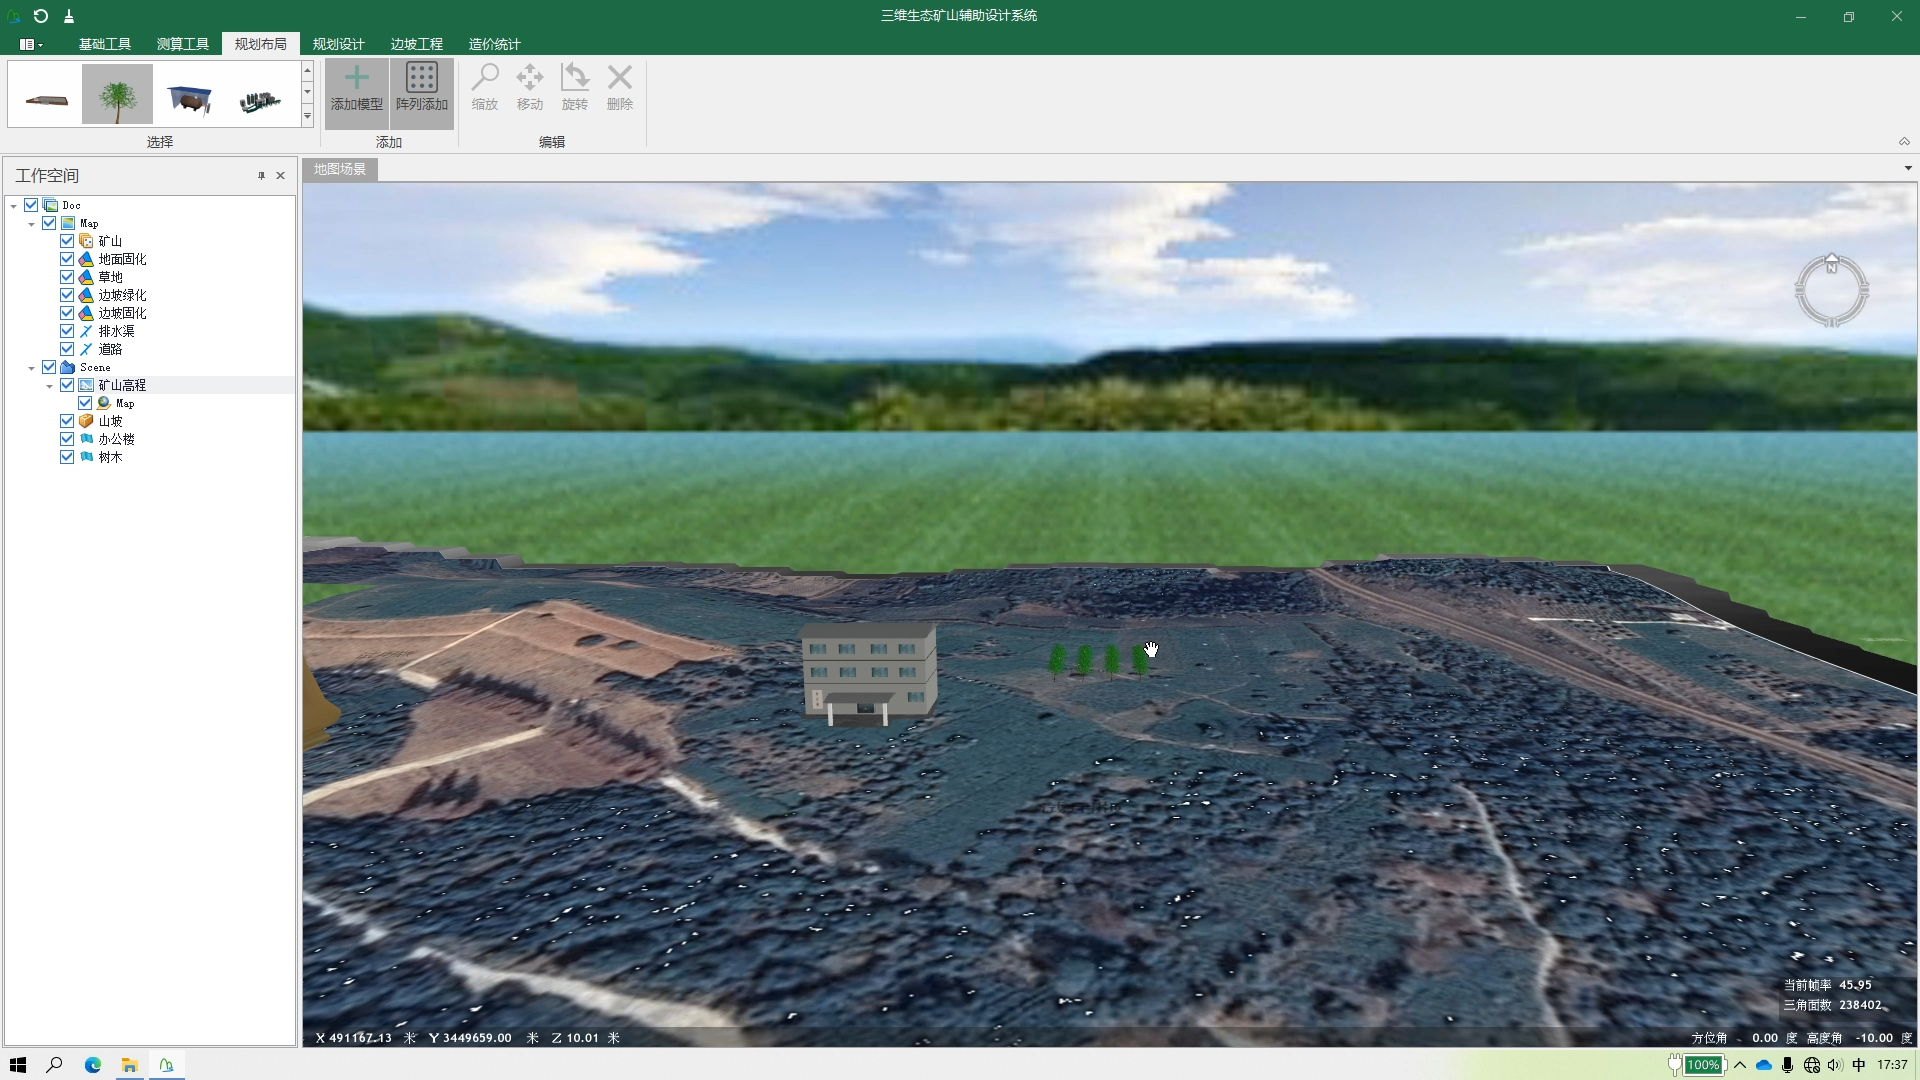 三维生态矿山辅助设计系统
基础工具 测算工具 规划布局 规划设计 边坡工程 造价统计
添加模型 阵列添加 缩放 移动 旋转 删除
选择 添加 编辑
工作空间
地图场景
Doc
Map
矿山
地面固化
草地
边坡绿化
边坡固化
排水渠
道路
Scene
矿山高程
Map
山坡
办公楼
树木
N
当前帧率 45.95
三角面数 238402
X 491167.13 米 Y 3449659.00 米 Z 10.01 米
方位角 0.00 度 高度角 -10.00 度
100% 中 17:37